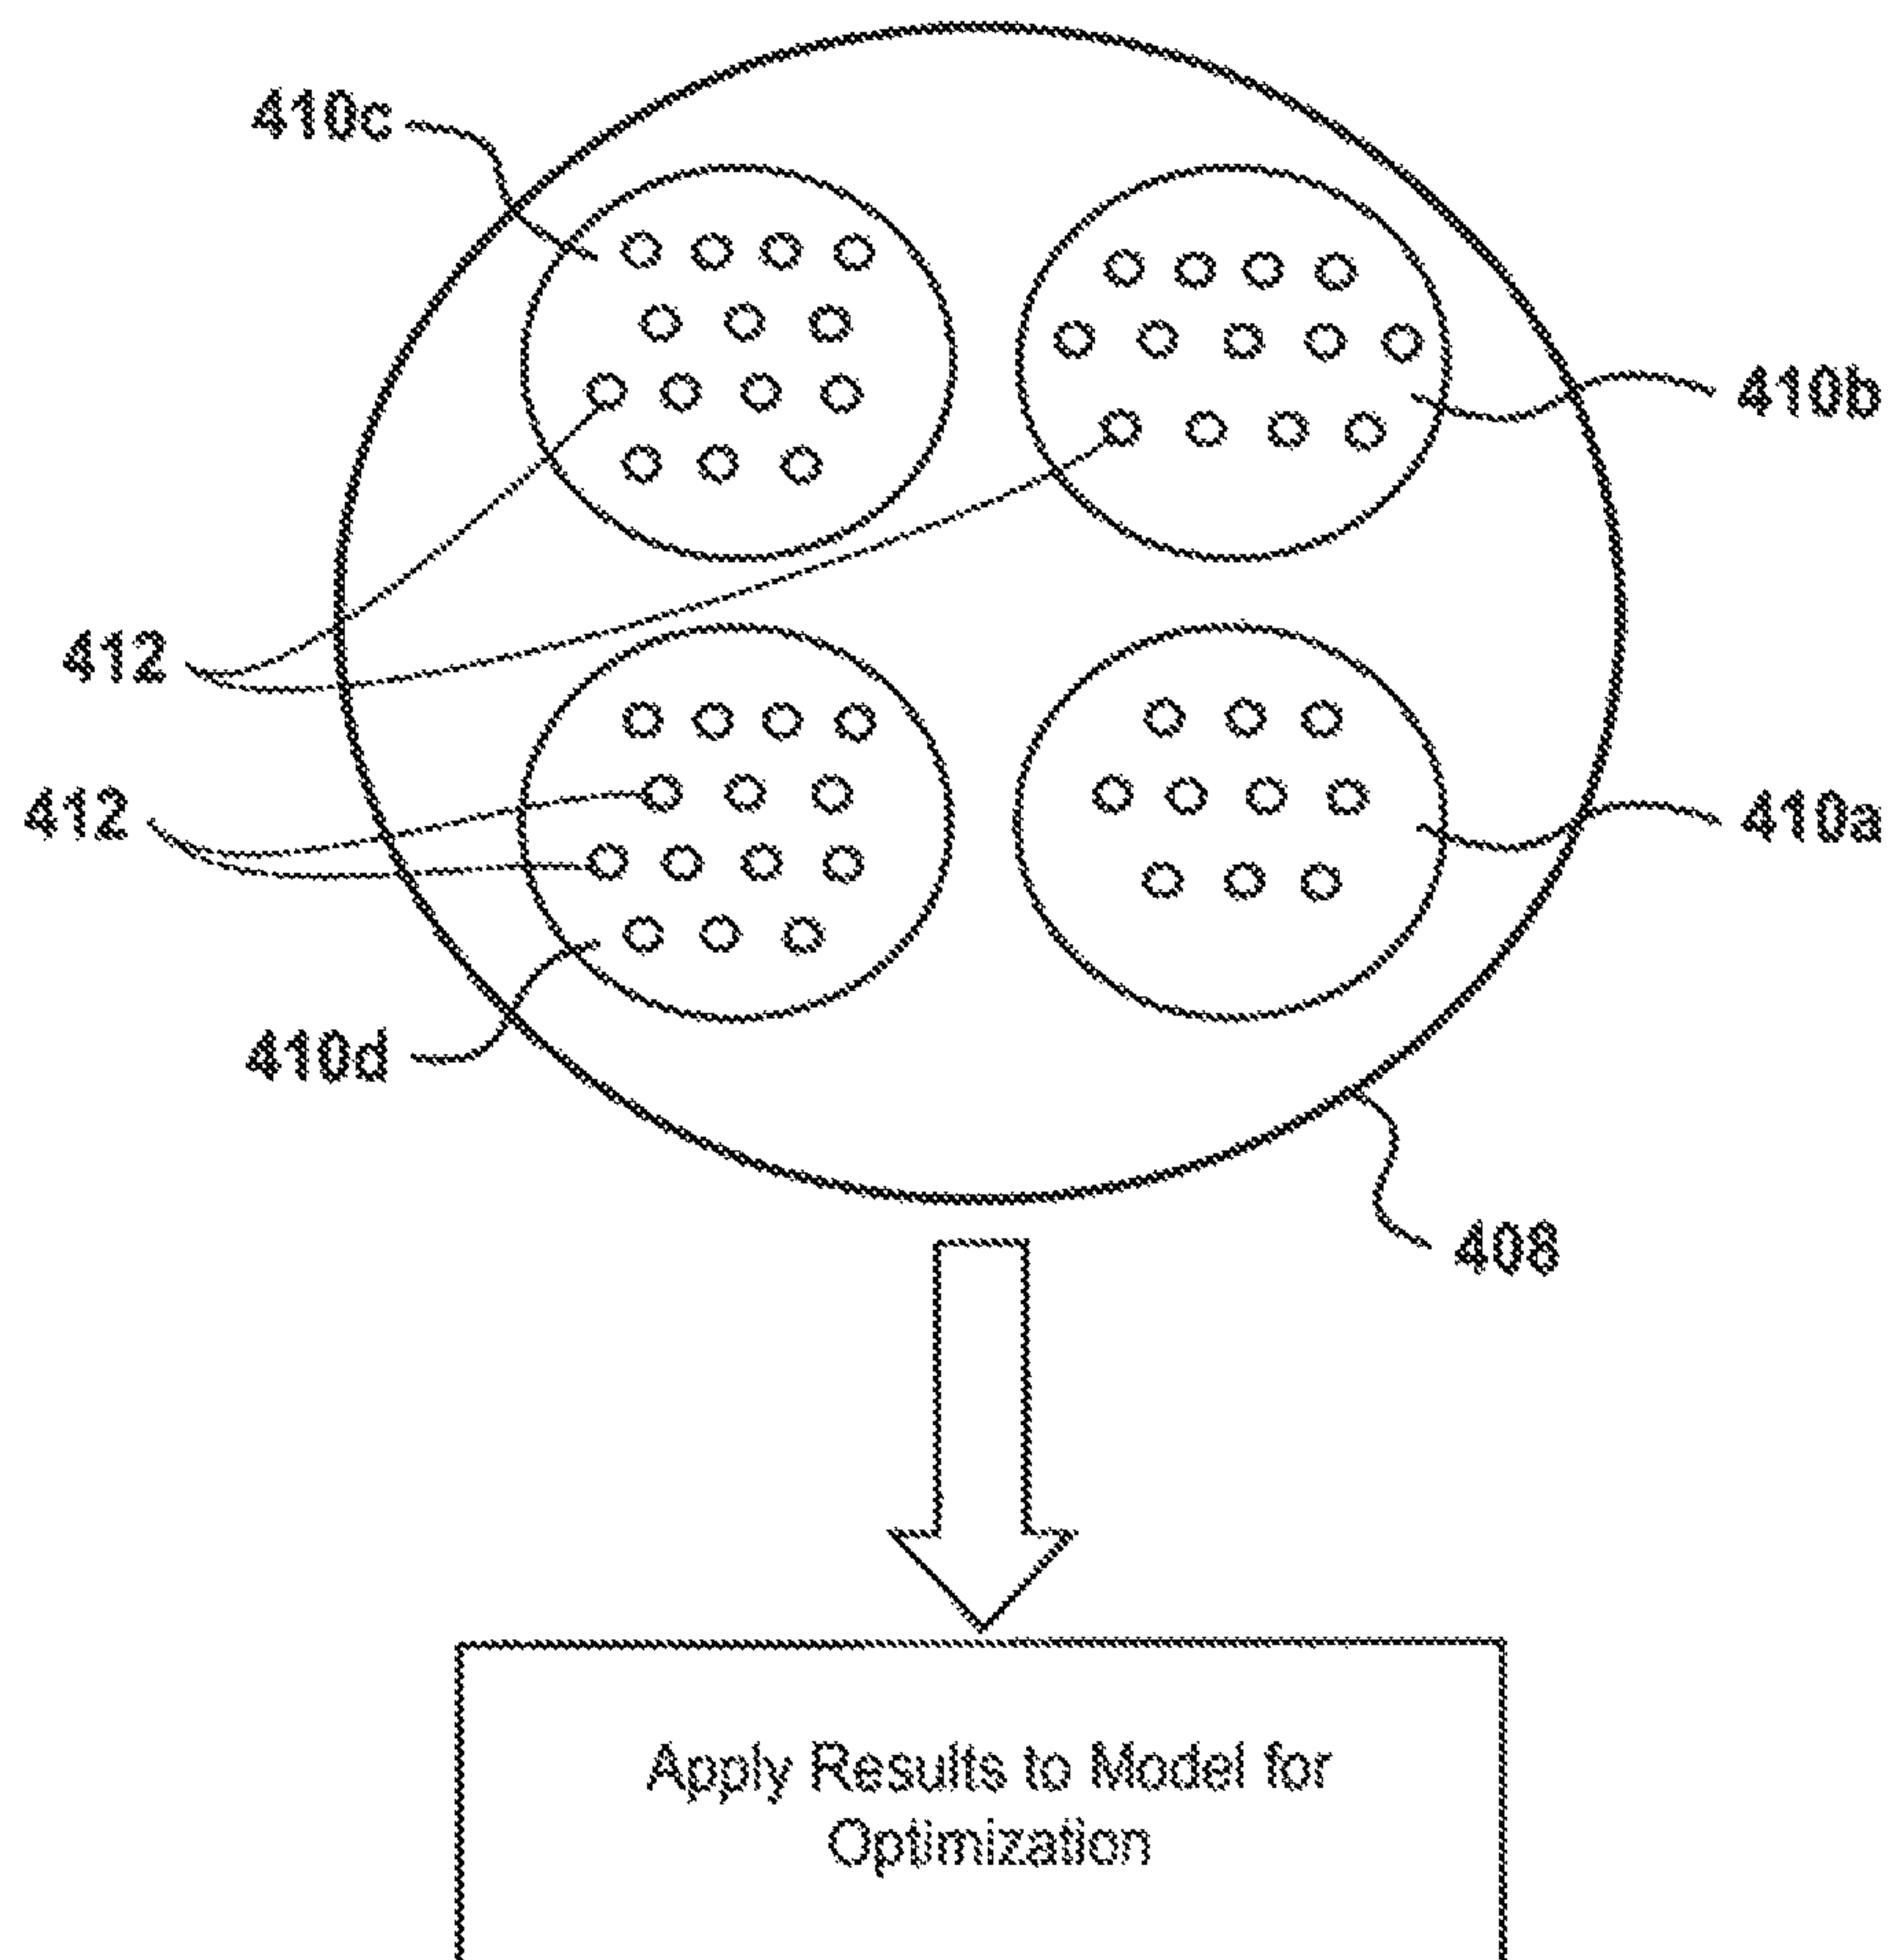 410c
410b
412
412
410a
410d
408
Apply Results to Model for
Optimization